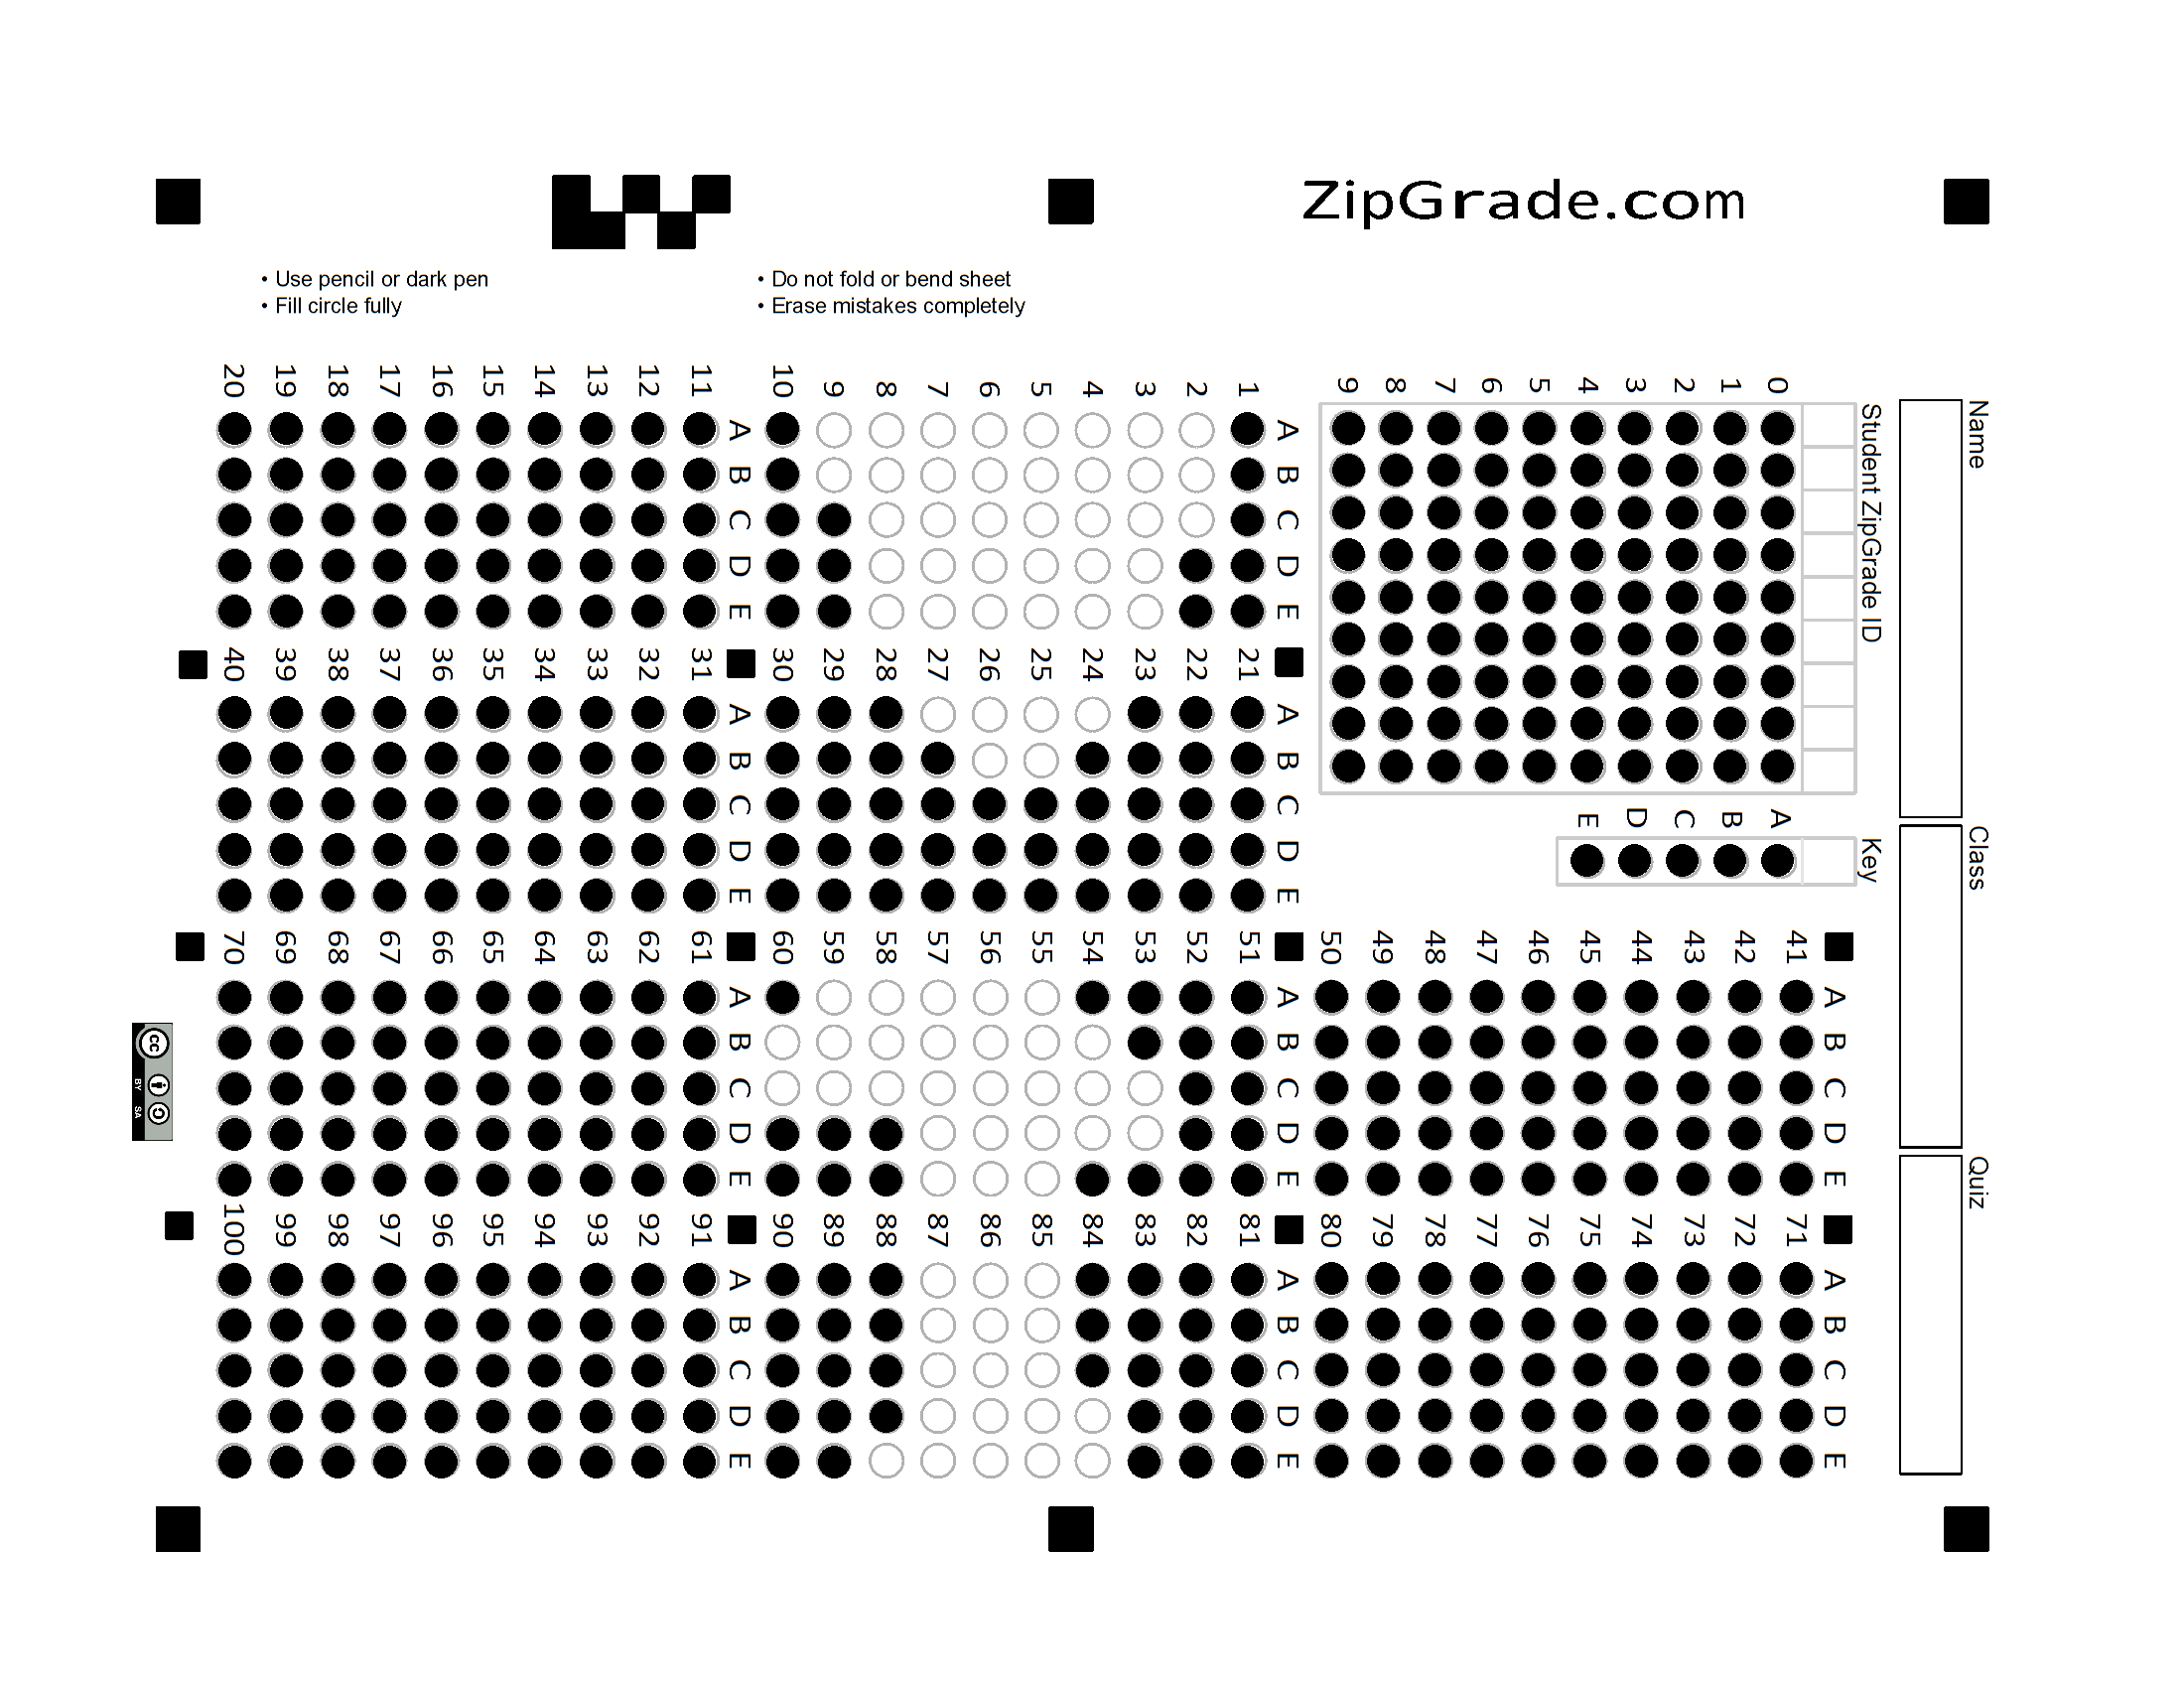 ZipGrade.com
• Use pencil or dark pen
• Fill circle fully
• Do not fold or bend sheet
• Erase mistakes completely
Name
Class
Quiz
Student ZipGrade ID
0 1 2 3 4 5 6 7 8 9
Key
A B C D E
A B C D E
1 2 3 4 5 6 7 8 9 10
A B C D E
11 12 13 14 15 16 17 18 19 20
A B C D E
21 22 23 24 25 26 27 28 29 30
A B C D E
31 32 33 34 35 36 37 38 39 40
A B C D E
41 42 43 44 45 46 47 48 49 50
A B C D E
51 52 53 54 55 56 57 58 59 60
A B C D E
61 62 63 64 65 66 67 68 69 70
A B C D E
71 72 73 74 75 76 77 78 79 80
A B C D E
81 82 83 84 85 86 87 88 89 90
A B C D E
91 92 93 94 95 96 97 98 99 100
A B C D E
cc
BY SA